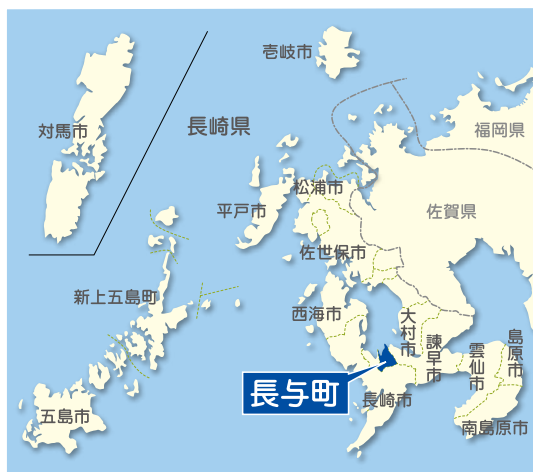 壱岐市
対馬市
長崎県
福岡県
松浦市
平戸市
佐賀県
佐世保市
新上五島町
西海市
大村市
諫早市
雲仙市
島原市
長与町
長崎市
五島市
南島原市